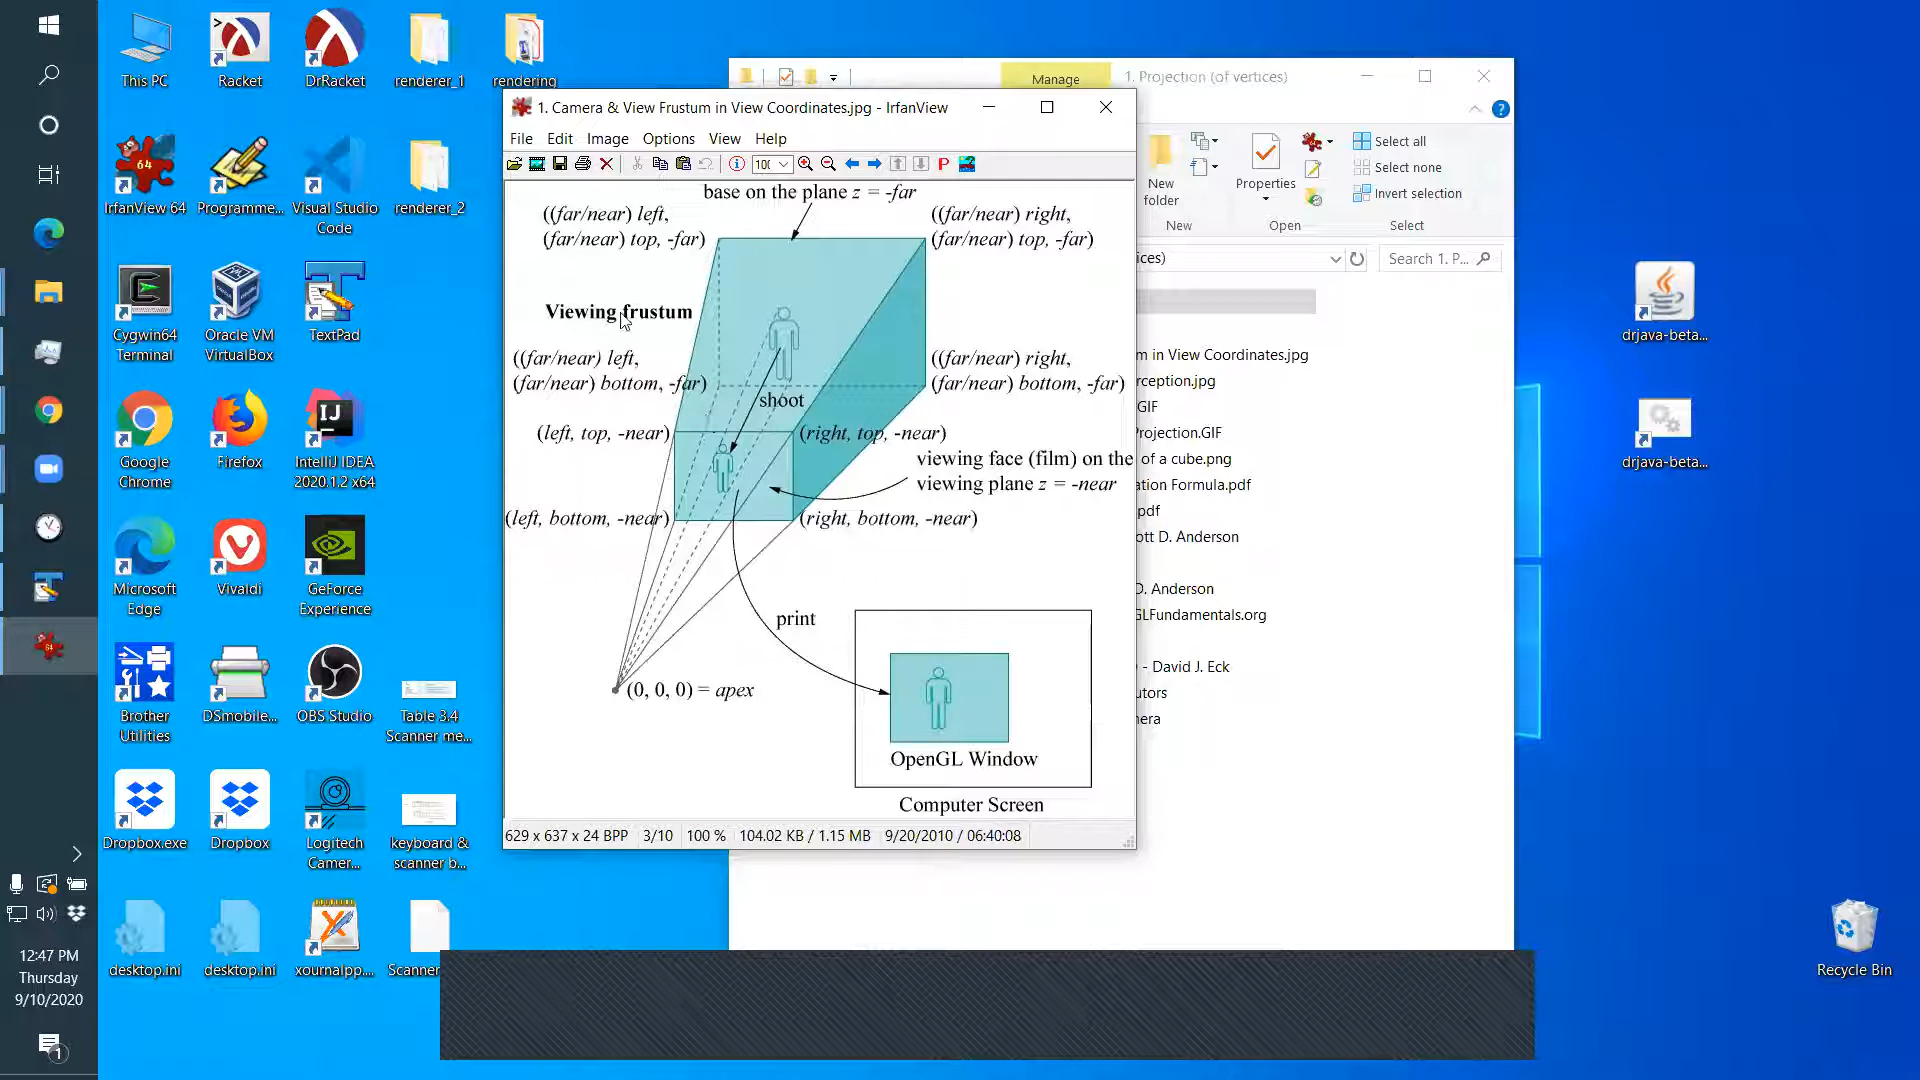 This PC
Racket
DrRacket
renderer_1
rendering
IrfanView 64
Programme...
Visual Studio
Code
renderer_2
Cygwin64
Terminal
Oracle VM
VirtualBox
TextPad
Google
Chrome
Firefox
IntelliJ IDEA
2020.1.2 x64
Microsoft
Edge
Vivaldi
GeForce
Experience
Brother
Utilities
DSmobile...
OBS Studio
Table 3.4
Scanner me...
Dropbox.exe
Dropbox
Logitech
Camer...
keyboard &
scanner b...
desktop.ini
desktop.ini
xournalpp....
Scanner
12:47 PM
Thursday
9/10/2020
1
1. Camera & View Frustum in View Coordinates.jpg - IrfanView
File Edit Image Options View Help
base on the plane z = -far
((far/near) left,
(far/near) top, -far)
((far/near) right,
(far/near) top, -far)
Viewing frustum
((far/near) left,
(far/near) bottom, -far)
((far/near) right,
(far/near) bottom, -far)
shoot
(left, top, -near)
(right, top, -near)
viewing face (film) on the
viewing plane z = -near
(left, bottom, -near)
(right, bottom, -near)
print
(0, 0, 0) = apex
OpenGL Window
Computer Screen
629 x 637 x 24 BPP 3/10 100 % 104.02 KB / 1.15 MB 9/20/2010 / 06:40:08
Manage
1. Projection (of vertices)
New
folder
Properties
Select all
Select none
Invert selection
New
Open
Select
ices)
Search 1. P...
m in View Coordinates.jpg
rception.jpg
GIF
Projection.GIF
of a cube.png
ation Formula.pdf
pdf
ott D. Anderson
D. Anderson
GLFundamentals.org
- David J. Eck
utors
nera
drjava-beta...
drjava-beta...
Recycle Bin